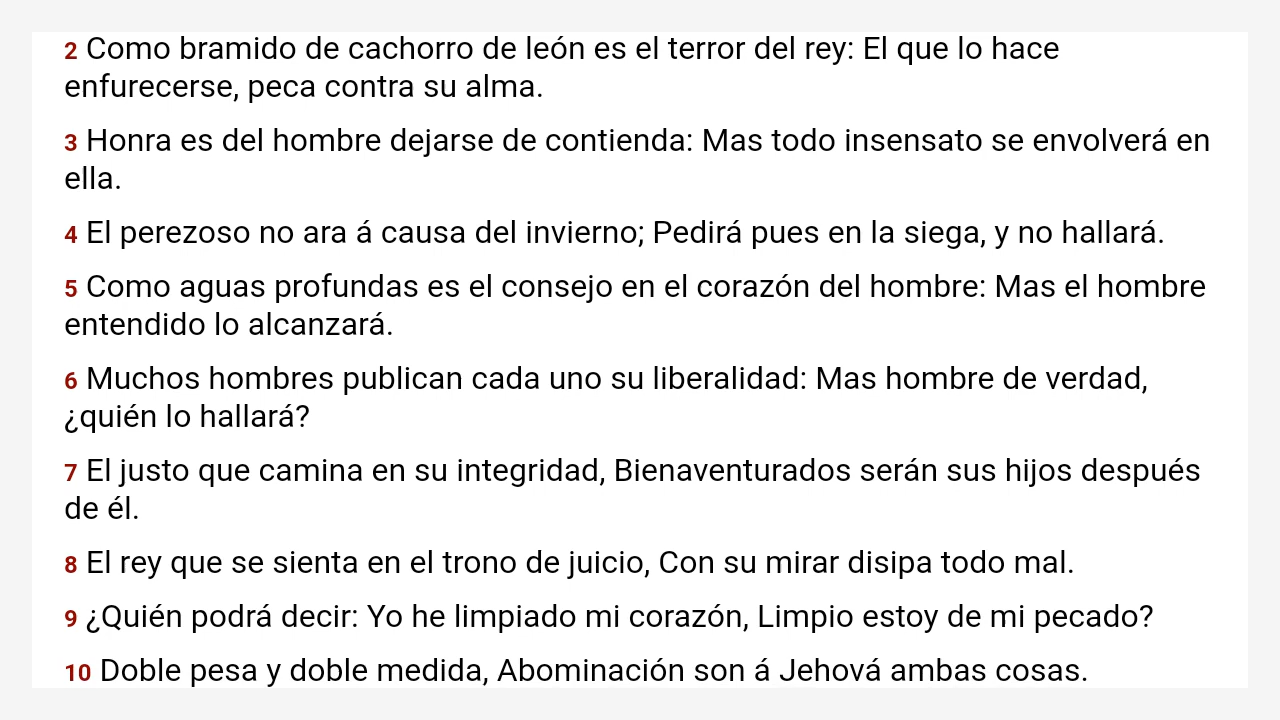 2 Como bramido de cachorro de león es el terror del rey: El que lo hace
enfurecerse, peca contra su alma.
3 Honra es del hombre dejarse de contienda: Mas todo insensato se envolverá en
ella.
4 El perezoso no ara á causa del invierno; Pedirá pues en la siega, y no hallará.
5 Como aguas profundas es el consejo en el corazón del hombre: Mas el hombre
entendido lo alcanzará.
6 Muchos hombres publican cada uno su liberalidad: Mas hombre de verdad,
¿quién lo hallará?
7 El justo que camina en su integridad, Bienaventurados serán sus hijos después
de él.
8 El rey que se sienta en el trono de juicio, Con su mirar disipa todo mal.
9 ¿Quién podrá decir: Yo he limpiado mi corazón, Limpio estoy de mi pecado?
10 Doble pesa y doble medida, Abominación son á Jehová ambas cosas.